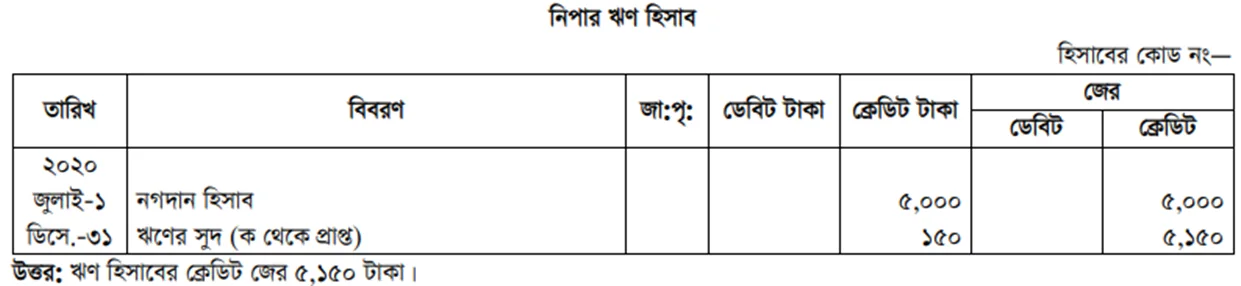 নিপার ঋণ হিসাব
হিসাবের কোড নং—
তারিখ বিবরণ জা:পৃ: ডেবিট টাকা ক্রেডিট টাকা জের
ডেবিট ক্রেডিট
২০২০
জুলাই-১ নগদান হিসাব ৫,০০০ ৫,০০০
ডিসে.-৩১ ঋণের সুদ (ক থেকে প্রাপ্ত) ১৫০ ৫,১৫০
উত্তর: ঋণ হিসাবের ক্রেডিট জের ৫,১৫০ টাকা।